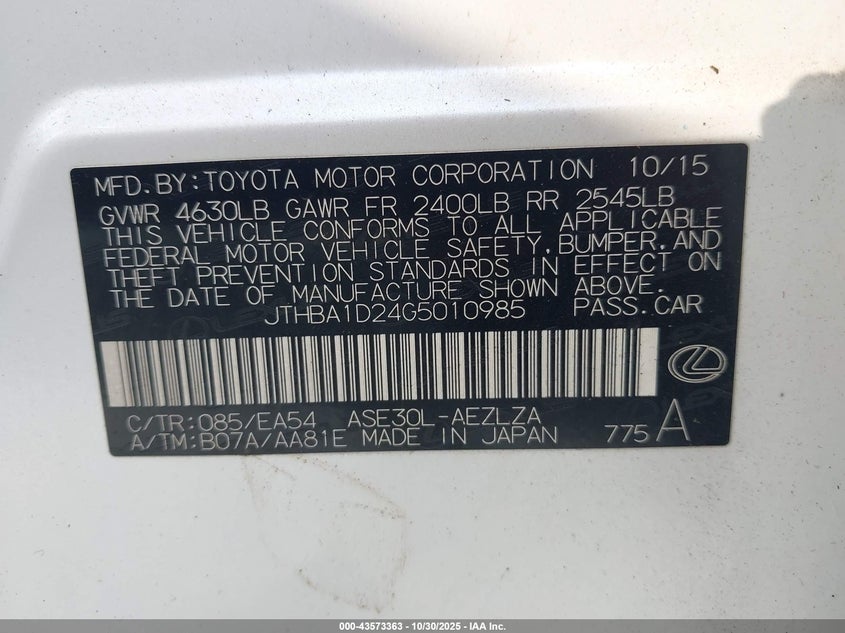 MFD.BY:TOYOTA MOTOR CORPORATION 10/15
GVWR 4630LB GAWR FR 2400LB RR 2545LB
THIS VEHICLE CONFORMS TO ALL APPLICABLE
FEDERAL MOTOR VEHICLE SAFETY,BUMPER,AND
THEFT PREVENTION STANDARDS IN EFFECT ON
THE DATE OF MANUFACTURE SHOWN ABOVE.
JTHBA1D24G5010985 PASS.CAR
C/TR:085/EA54 ASE30L-AEZLZA
A/TM:B07A/AA81E MADE IN JAPAN 775 A
000-43573363 - 10/30/2025 - IAA Inc.